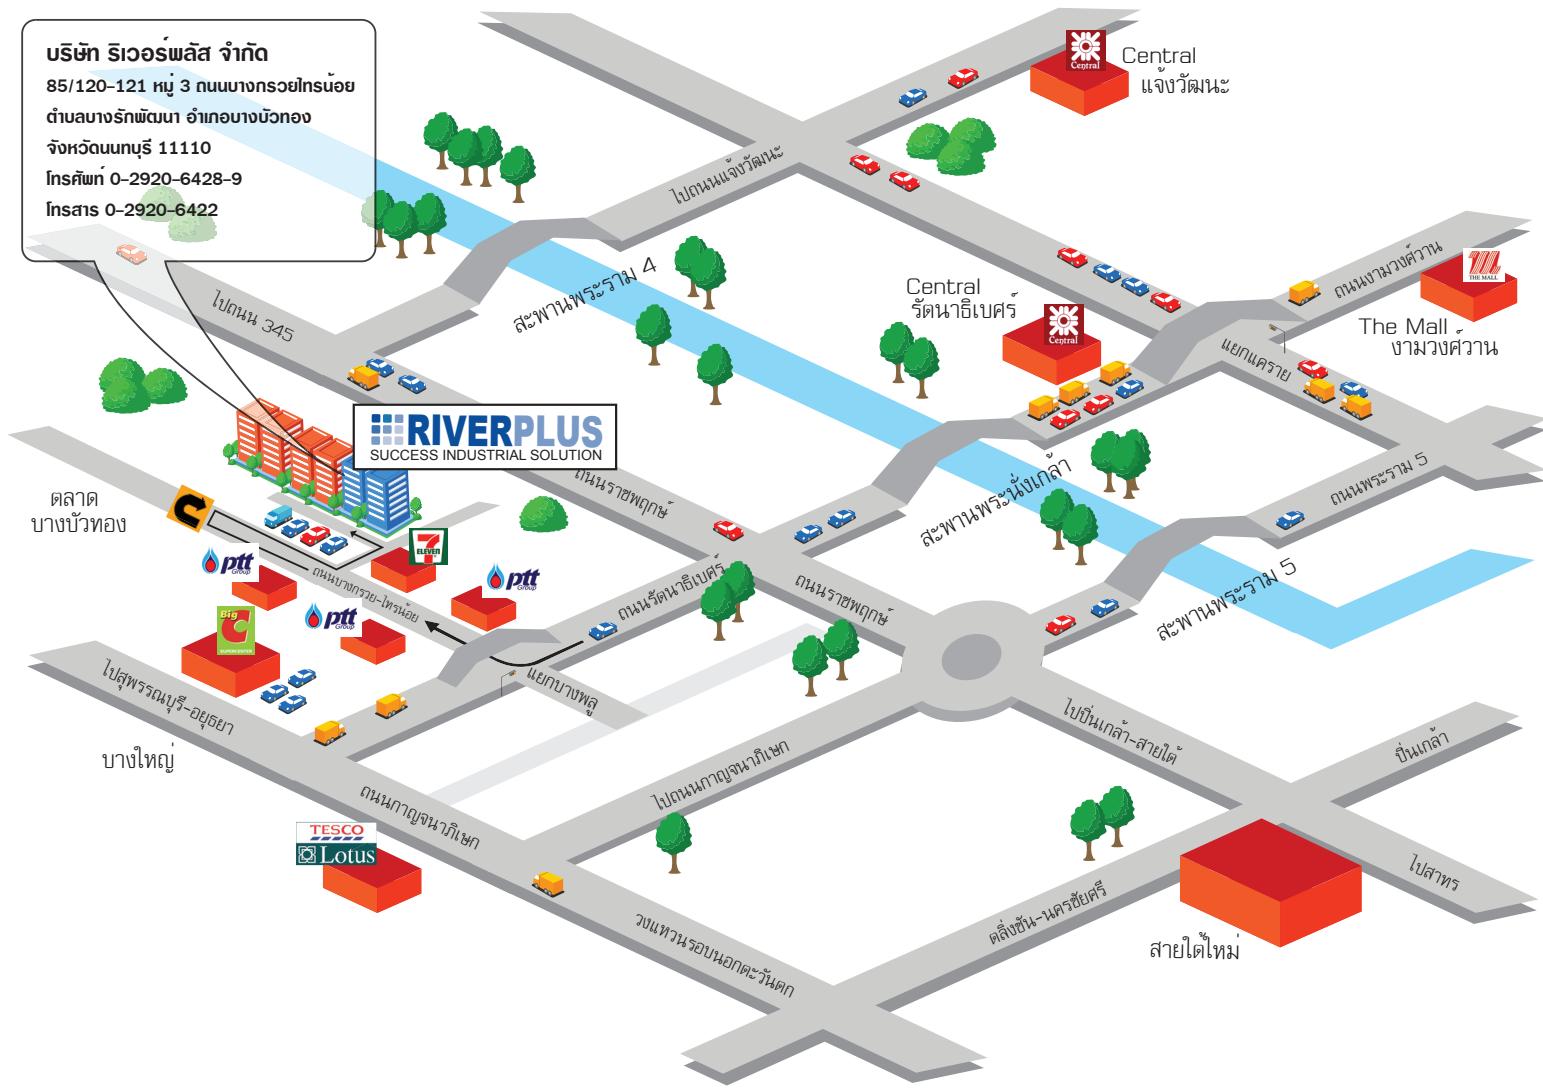 บริษัท ริเวอร์พลัส จำกัด
85/120-121 หมู่ 3 ถนนบางกรวยไทรน้อย
ตำบลบางรักพัฒนา อำเภอบางบัวทอง
จังหวัดนนทบุรี 11110
โทรศัพท์ 0-2920-6428-9
โทรสาร 0-2920-6422
Central
Central
แจ้งวัฒนะ
ไปถนนแจ้งวัฒนะ
สะพานพระราม 4
ไปถนน 345
ถนนงามวงศ์วาน
THE MALL
The Mall
งามวงศ์วาน
Central
รัตนาธิเบศร์
Central
แยกแคราย
RIVERPLUS
SUCCESS INDUSTRIAL SOLUTION
ถนนราชพฤกษ์
สะพานพระนั่งเกล้า
ถนนพระราม 5
ตลาด
บางบัวทอง
7
ELEVEN
ptt
Group
ptt
Group
ptt
Group
ถนนบางกรวย-ไทรน้อย
Big
C
SUPERCENTER
ถนนรัตนาธิเบศร์
ถนนราชพฤกษ์
สะพานพระราม 5
แยกบางพลู
ไปสุพรรณบุรี-อยุธยา
บางใหญ่
ถนนกาญจนาภิเษก
ไปถนนกาญจนาภิเษก
ไปปิ่นเกล้า-สายใต้
ปิ่นเกล้า
TESCO
Lotus
ไปสาทร
ตลิ่งชัน-นครชัยศรี
สายใต้ใหม่
วงแหวนรอบนอกตะวันตก